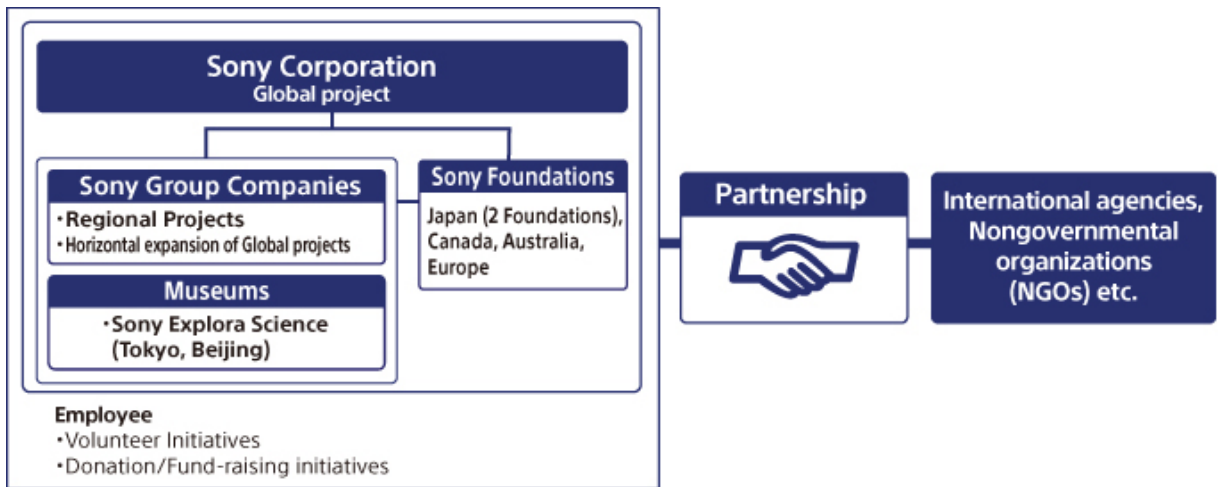 Sony Corporation
Global project
Sony Group Companies
・Regional Projects
・Horizontal expansion of Global projects
Museums
・Sony Explora Science
(Tokyo, Beijing)
Sony Foundations
Japan (2 Foundations),
Canada, Australia,
Europe
Employee
・Volunteer Initiatives
・Donation/Fund-raising initiatives
Partnership
International agencies,
Nongovernmental
organizations
(NGOs) etc.